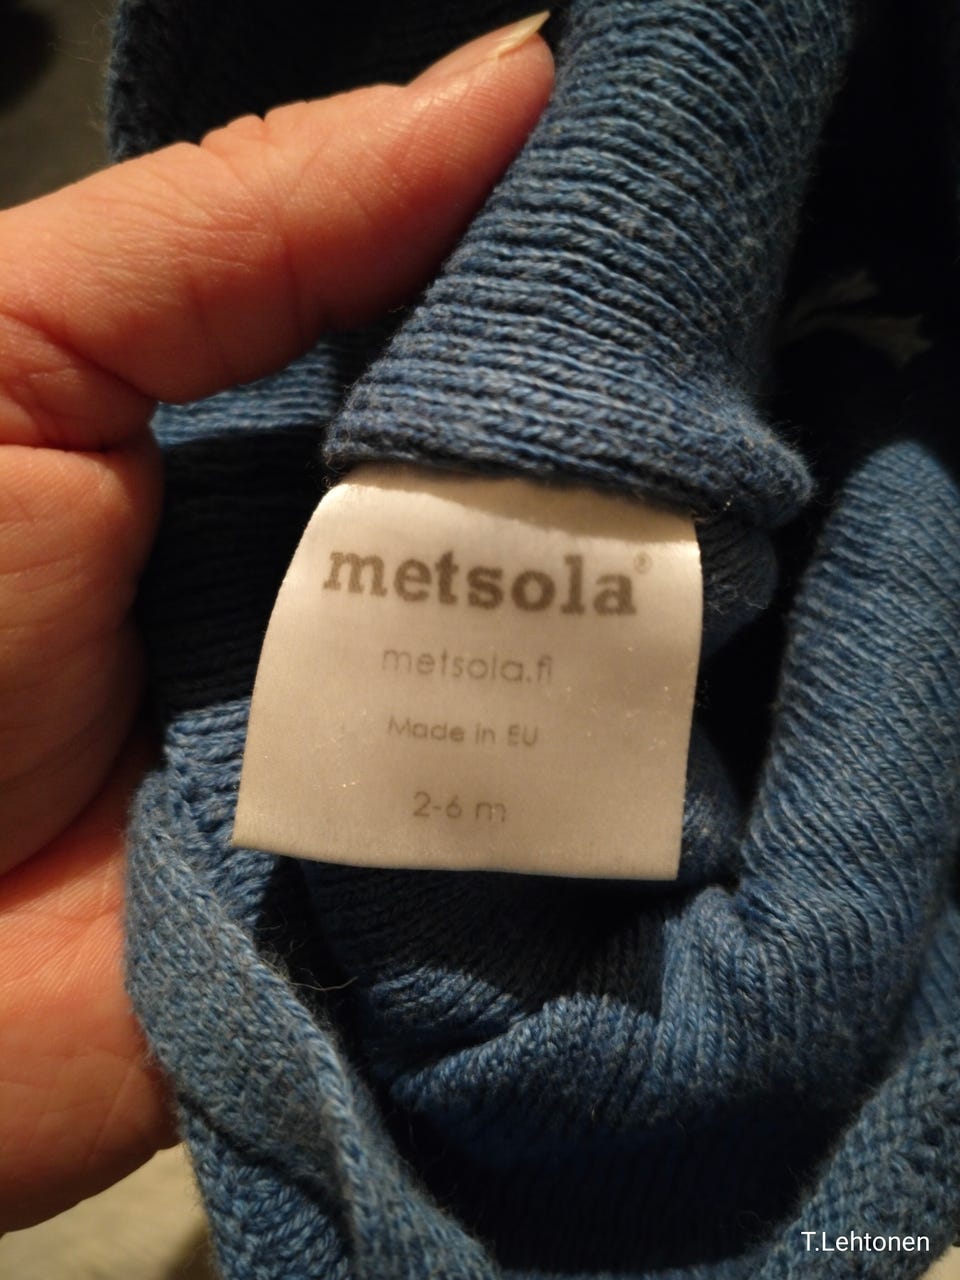 metsola®
metsola.fi
Made in EU
2-6 m
T.Lehtonen